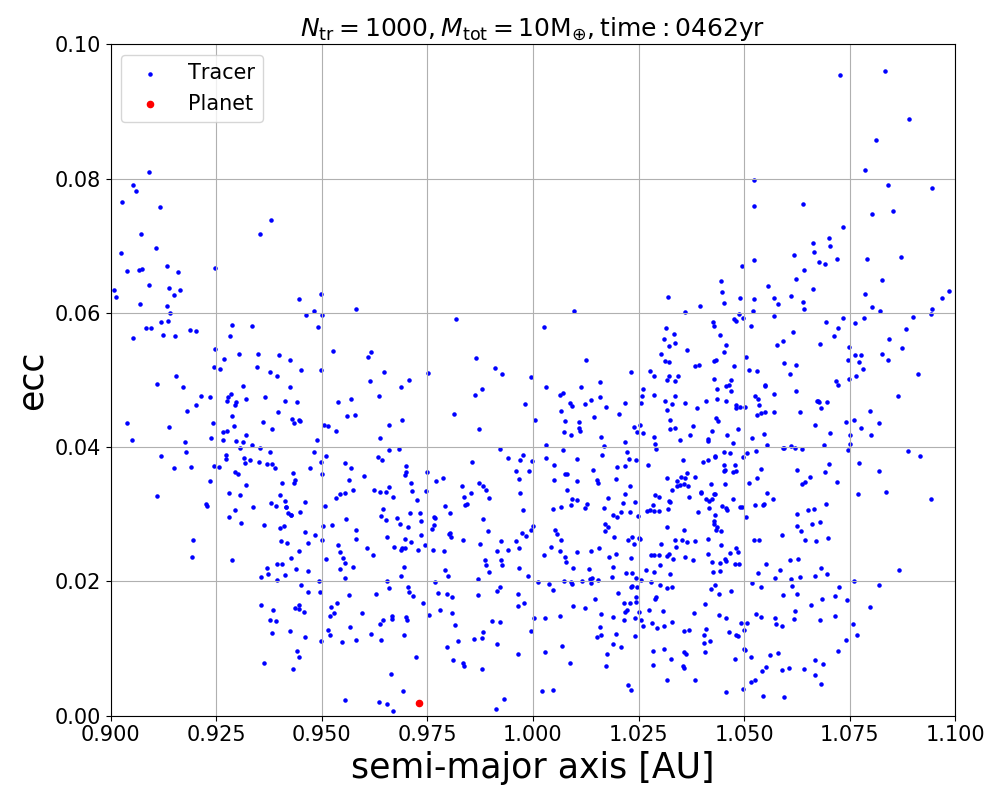 N_tr = 1000, M_tot = 10M_⊕, time : 0462yr
Tracer
Planet
0.10
0.08
0.06
0.04
0.02
0.00
ecc
0.900 0.925 0.950 0.975 1.000 1.025 1.050 1.075 1.100
semi-major axis [AU]